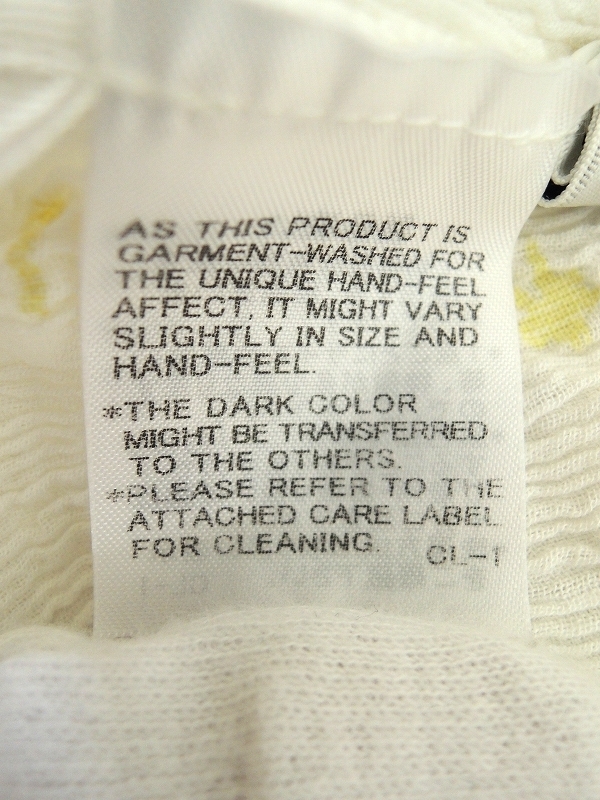 AS THIS PRODUCT IS
GARMENT-WASHED FOR
THE UNIQUE HAND-FEEL
AFFECT, IT MIGHT VARY
SLIGHTLY IN SIZE AND
HAND-FEEL.
*THE DARK COLOR
MIGHT BE TRANSFERRED
TO THE OTHERS.
*PLEASE REFER TO THE
ATTACHED CARE LABEL
FOR CLEANING. CL-1